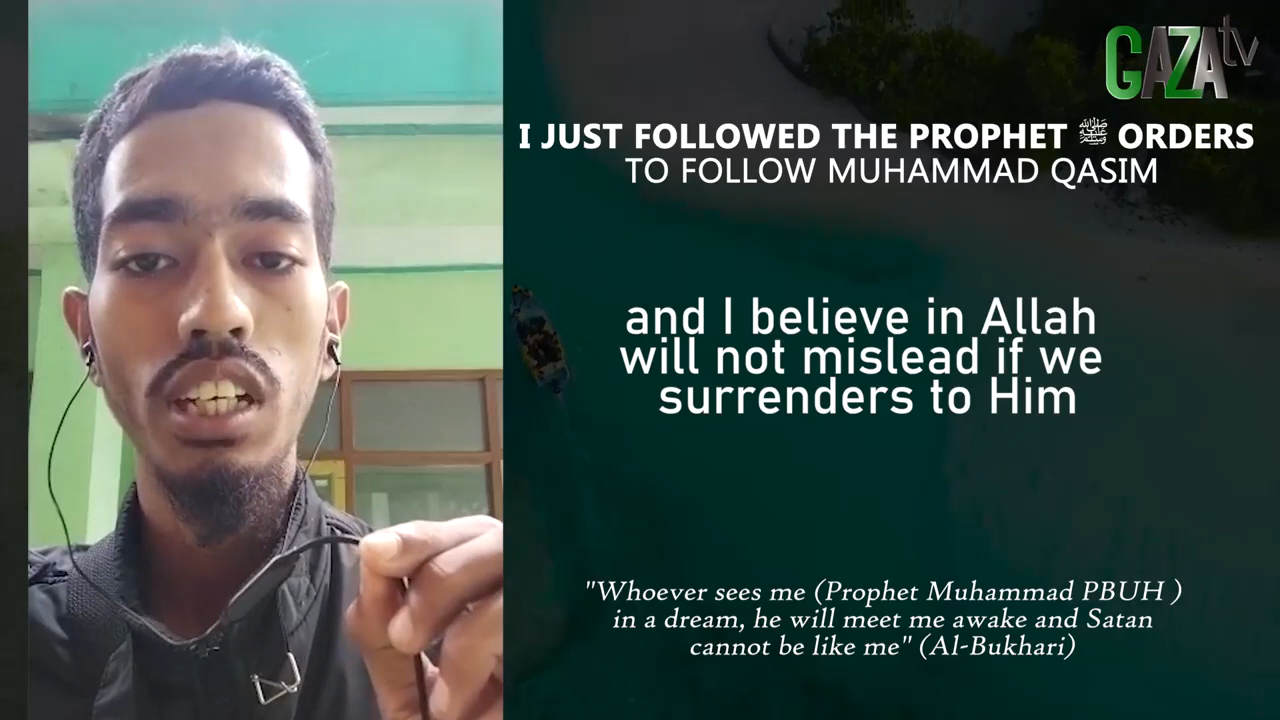 GAZA tv
I JUST FOLLOWED THE PROPHET ﷺ ORDERS
TO FOLLOW MUHAMMAD QASIM
and I believe in Allah
will not mislead if we
surrenders to Him
"Whoever sees me (Prophet Muhammad PBUH )
in a dream, he will meet me awake and Satan
cannot be like me" (Al-Bukhari)